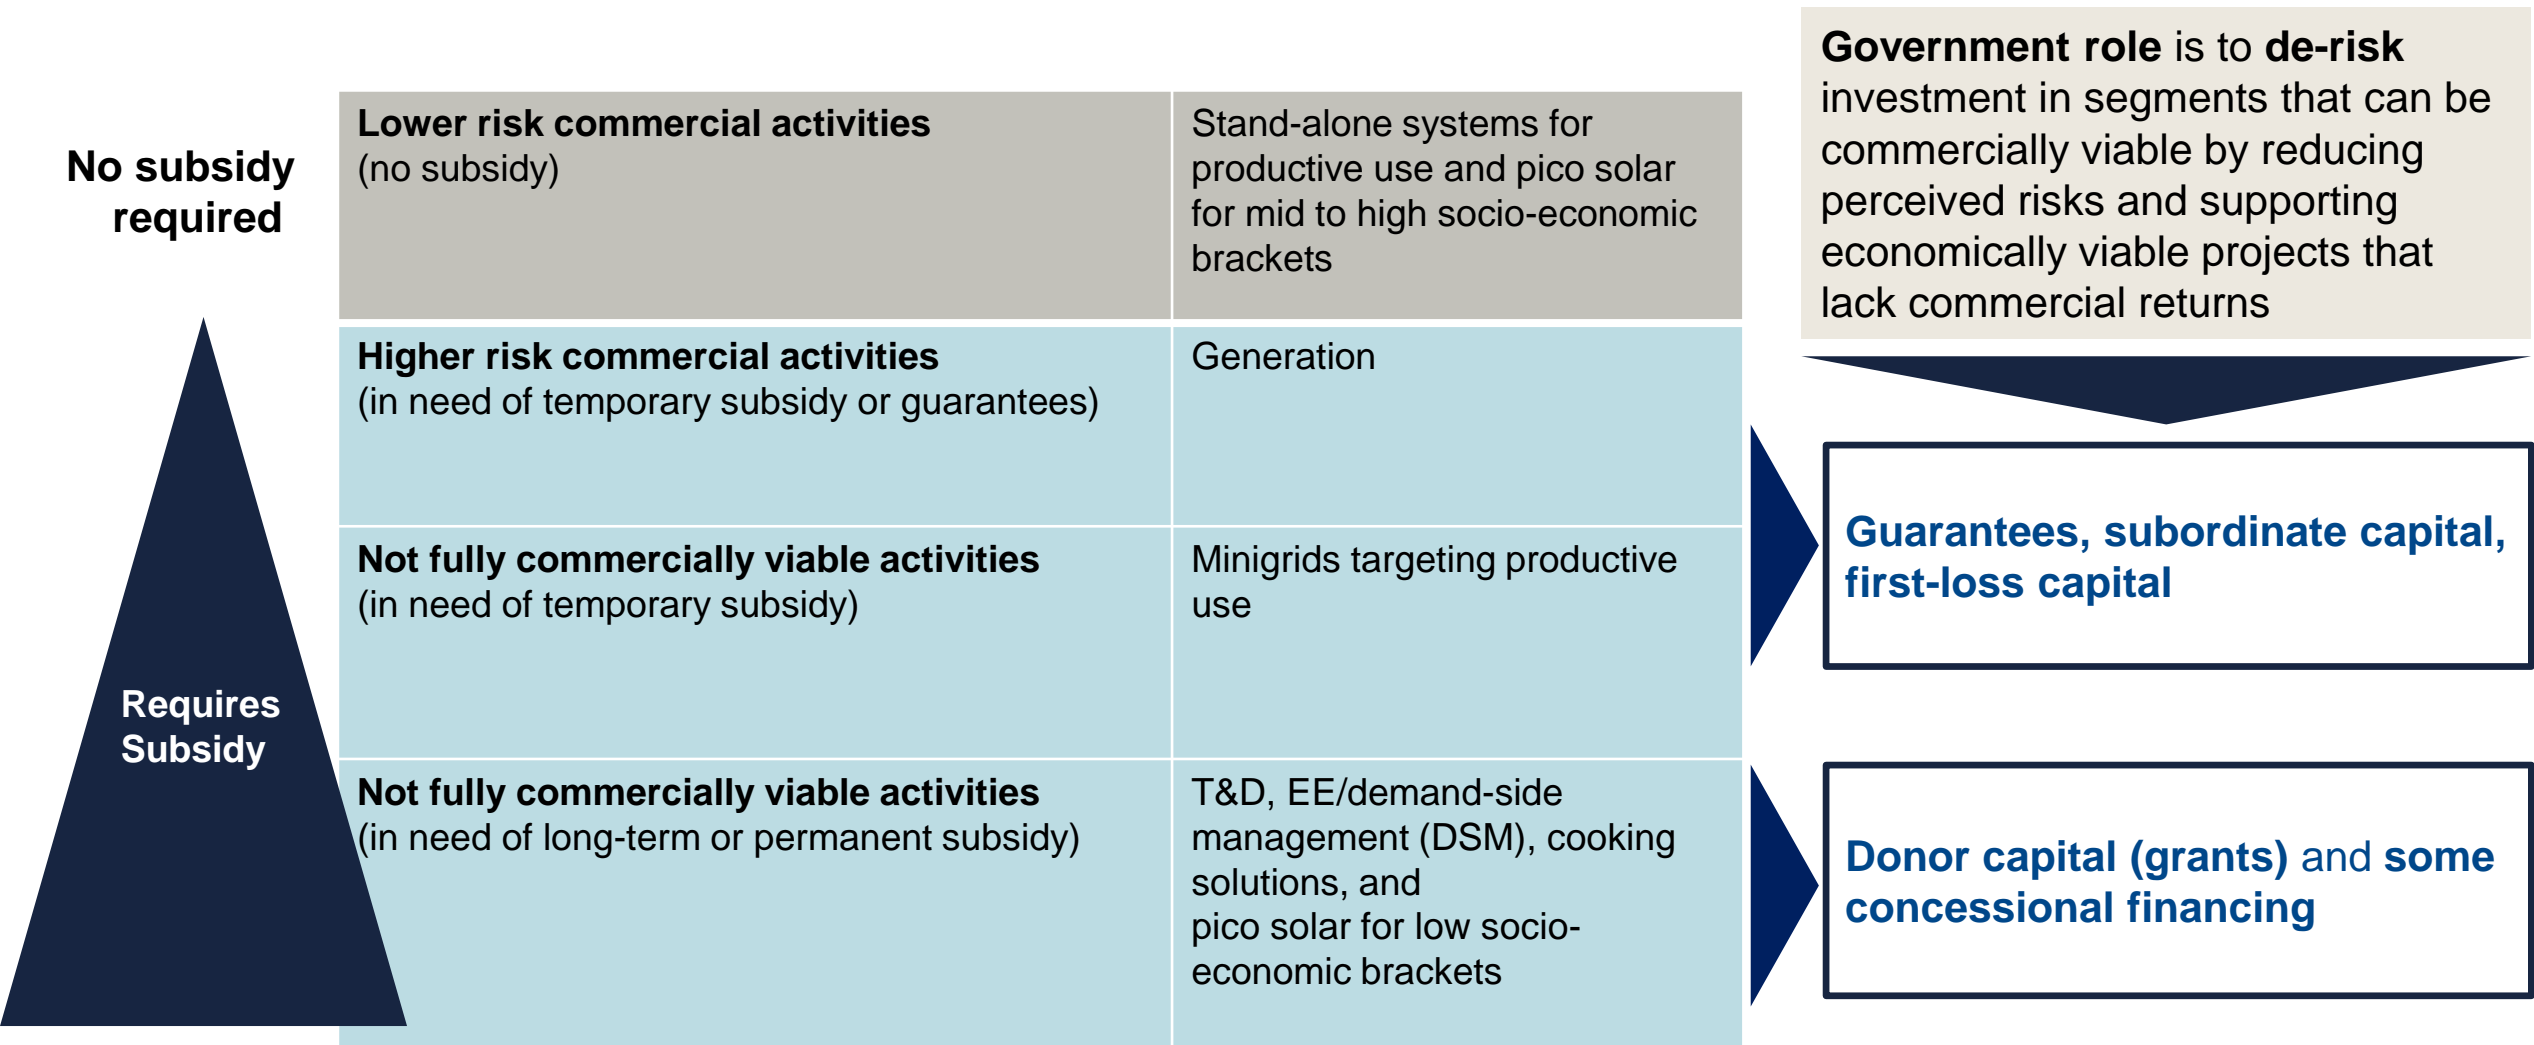 No subsidy
required
Requires
Subsidy
Lower risk commercial activities
(no subsidy)
Stand-alone systems for
productive use and pico solar
for mid to high socio-economic
brackets
Higher risk commercial activities
(in need of temporary subsidy or guarantees)
Generation
Not fully commercially viable activities
(in need of temporary subsidy)
Minigrids targeting productive
use
Not fully commercially viable activities
(in need of long-term or permanent subsidy)
T&D, EE/demand-side
management (DSM), cooking
solutions, and
pico solar for low socio-
economic brackets
Government role is to de-risk
investment in segments that can be
commercially viable by reducing
perceived risks and supporting
economically viable projects that
lack commercial returns
Guarantees, subordinate capital,
first-loss capital
Donor capital (grants) and some
concessional financing